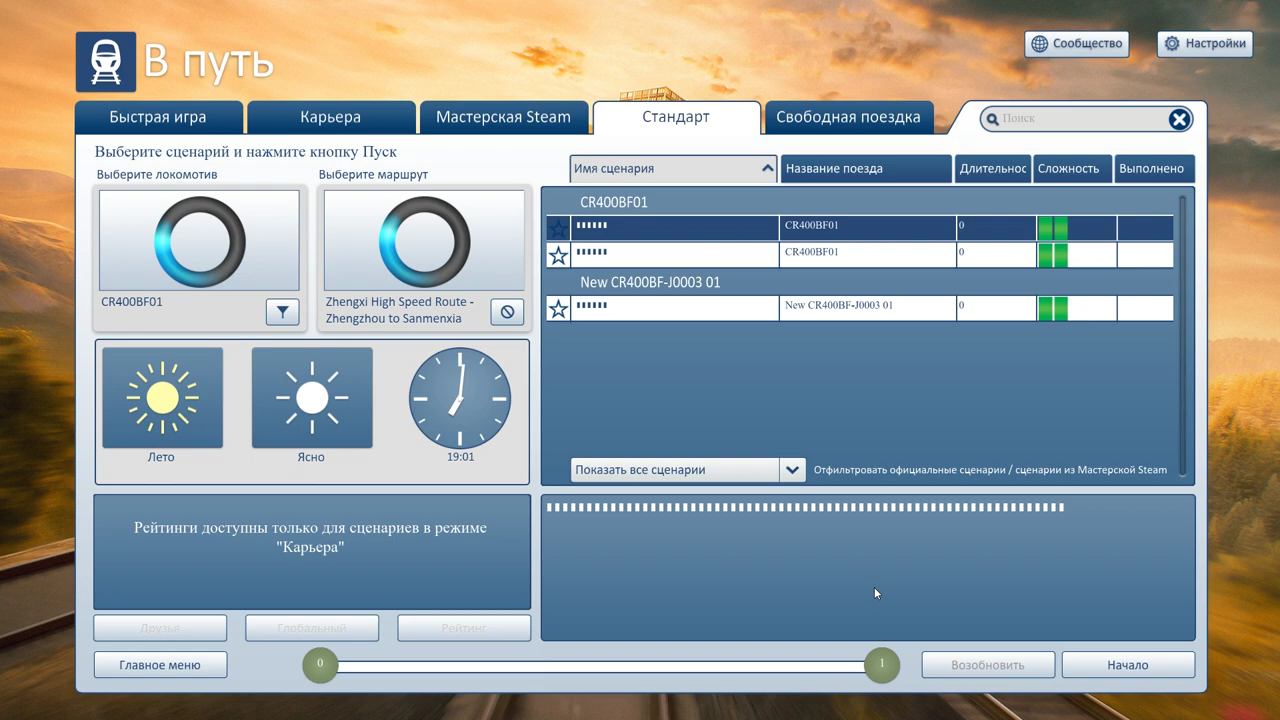 В путь
Сообщество
Настройки
Быстрая игра
Карьера
Мастерская Steam
Стандарт
Свободная поездка
Поиск
Выберите сценарий и нажмите кнопку Пуск
Выберите локомотив
Выберите маршрут
CR400BF01
Zhengxi High Speed Route -
Zhengzhou to Sanmenxia
Имя сценария
Название поезда
Длительнос
Сложность
Выполнено
CR400BF01
CR400BF01
0
CR400BF01
0
New CR400BF-J0003 01
New CR400BF-J0003 01
0
Лето
Ясно
19:01
Показать все сценарии
Отфильтровать официальные сценарии / сценарии из Мастерской Steam
Рейтинги доступны только для сценариев в режиме
"Карьера"
Друзья
Глобальный
Рейтинг
Главное меню
0
1
Возобновить
Начало